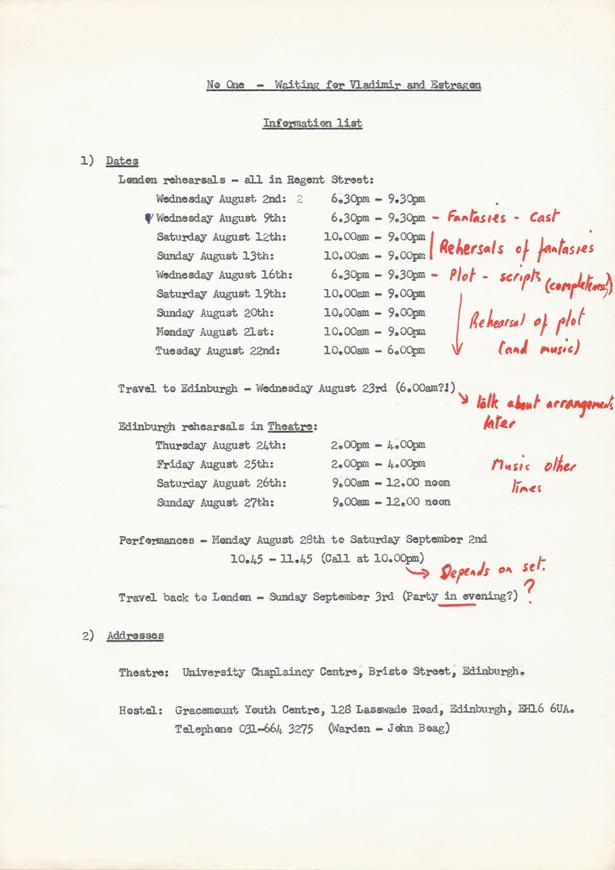 No One - Waiting for Vladimir and Estragon
Information list
1) Dates
London rehearsals - all in Regent Street:
Wednesday August 2nd: 2 6.30pm - 9.30pm
Wednesday August 9th: 6.30pm - 9.30pm - Fantasies - cast
Saturday August 12th: 10.00am - 9.00pm
Rehersals of fantasies
Sunday August 13th: 10.00am - 9.00pm
Wednesday August 16th: 6.30pm - 9.30pm - Plot - scripts
Saturday August 19th: 10.00am - 9.00pm
Sunday August 20th: 10.00am - 9.00pm
Rehearsal of plot
Monday August 21st: 10.00am - 9.00pm
Tuesday August 22nd: 10.00am - 6.00pm (and music)
Travel to Edinburgh - Wednesday August 23rd (6.00am?!)
talk about arrangements
later
Edinburgh rehearsals in Theatre:
Thursday August 24th: 2.00pm - 4.00pm
Friday August 25th: 2.00pm - 4.00pm Music other
Saturday August 26th: 9.00am - 12.00 noon times
Sunday August 27th: 9.00am - 12.00 noon
Performances - Monday August 28th to Saturday September 2nd
10.45 - 11.45 (Call at 10.00pm)
Depends on set.
Travel back to London - Sunday September 3rd (Party in evening?) ?
2) Addresses
Theatre: University Chaplaincy Centre, Bristo Street, Edinburgh.
Hostel: Gracemount Youth Centre, 128 Lasswade Road, Edinburgh, EH16 6UA.
Telephone 031-664 3275 (Warden - John Boag)